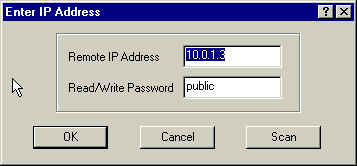 Enter IP Address
Remote IP Address 10.0.1.3
Read/Write Password public
OK Cancel Scan